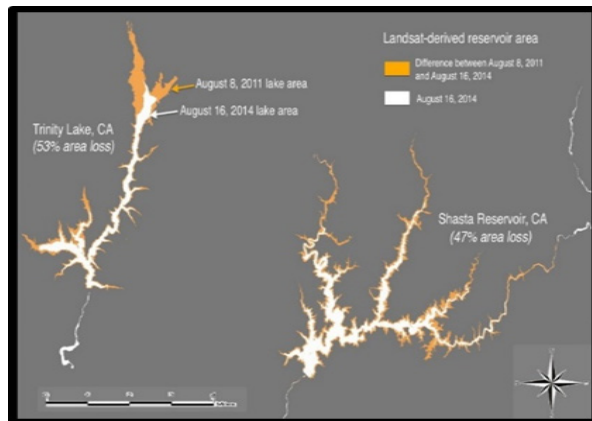 Landsat-derived reservoir area
Difference between August 8, 2011
and August 16, 2014
August 16, 2014
August 8, 2011 lake area
August 16, 2014 lake area
Trinity Lake, CA
(53% area loss)
Shasta Reservoir, CA
(47% area loss)